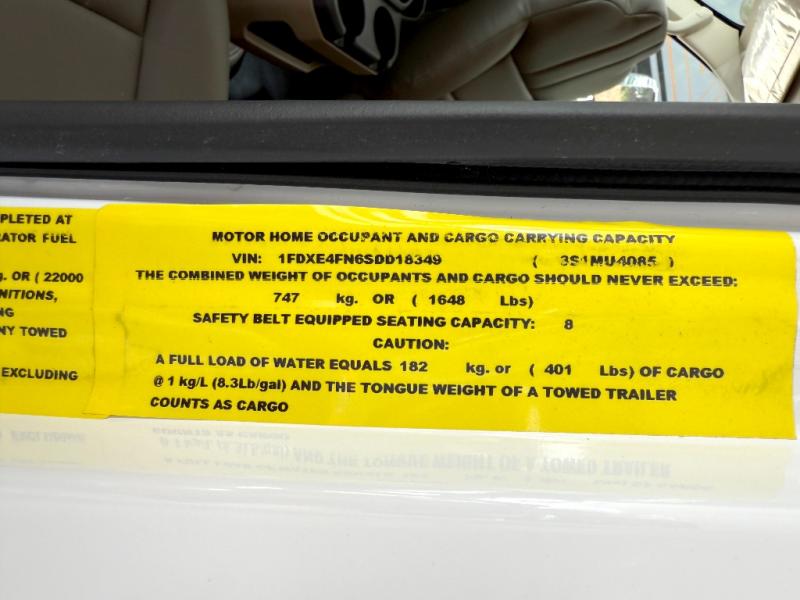 PLETED AT
ATOR FUEL
g. OR ( 22000
NITIONS,
NG
NY TOWED
EXCLUDING
MOTOR HOME OCCUPANT AND CARGO CARRYING CAPACITY
VIN: 1FDXE4FN6SDD18349 ( 3S1MU4085 )
THE COMBINED WEIGHT OF OCCUPANTS AND CARGO SHOULD NEVER EXCEED:
747 kg. OR ( 1648 Lbs)
SAFETY BELT EQUIPPED SEATING CAPACITY: 8
CAUTION:
A FULL LOAD OF WATER EQUALS 182 kg. or ( 401 Lbs) OF CARGO
@ 1 kg/L (8.3Lb/gal) AND THE TONGUE WEIGHT OF A TOWED TRAILER
COUNTS AS CARGO